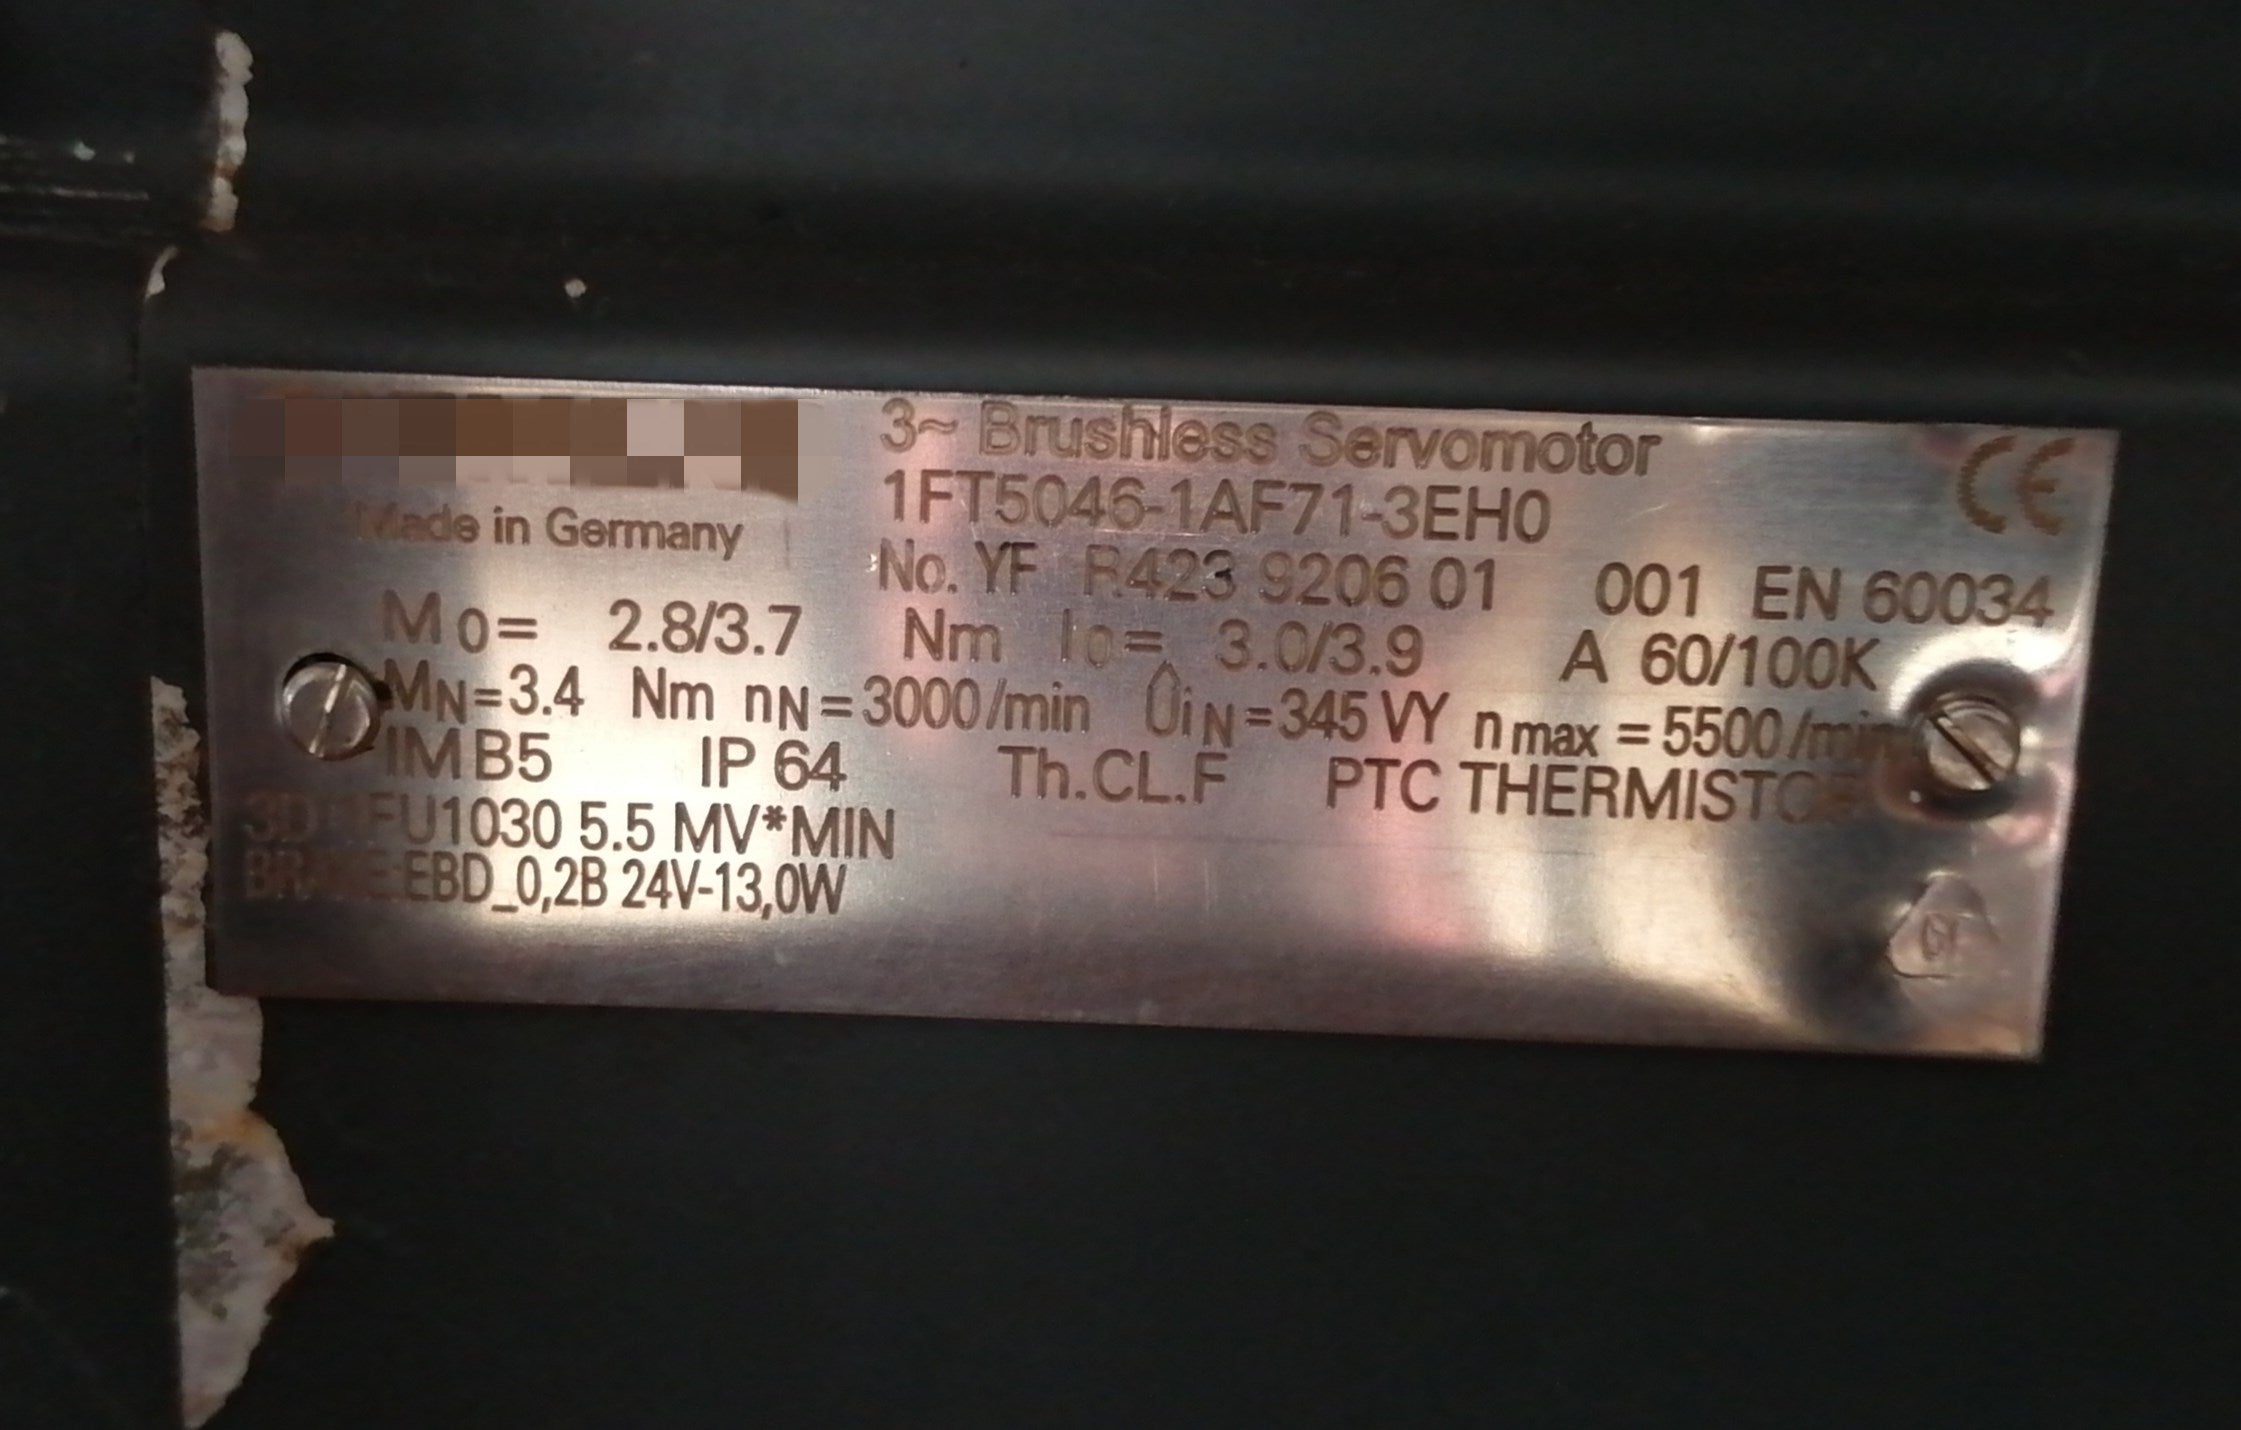 3~ Brushless Servomotor
CE
Made in Germany
1FT5046-1AF71-3EH0
No. YF R423 9206 01 001 EN 60034
M0= 2.8/3.7 Nm I0= 3.0/3.9 A 60/100K
MN=3.4 Nm nN=3000/min ÛiN=345 VY nmax=5500/min
IM B5 IP 64 Th.CL.F PTC THERMISTOR
1FU1030 5.5 MV*MIN
BRAKE:EBD_0,2B 24V-13,0W